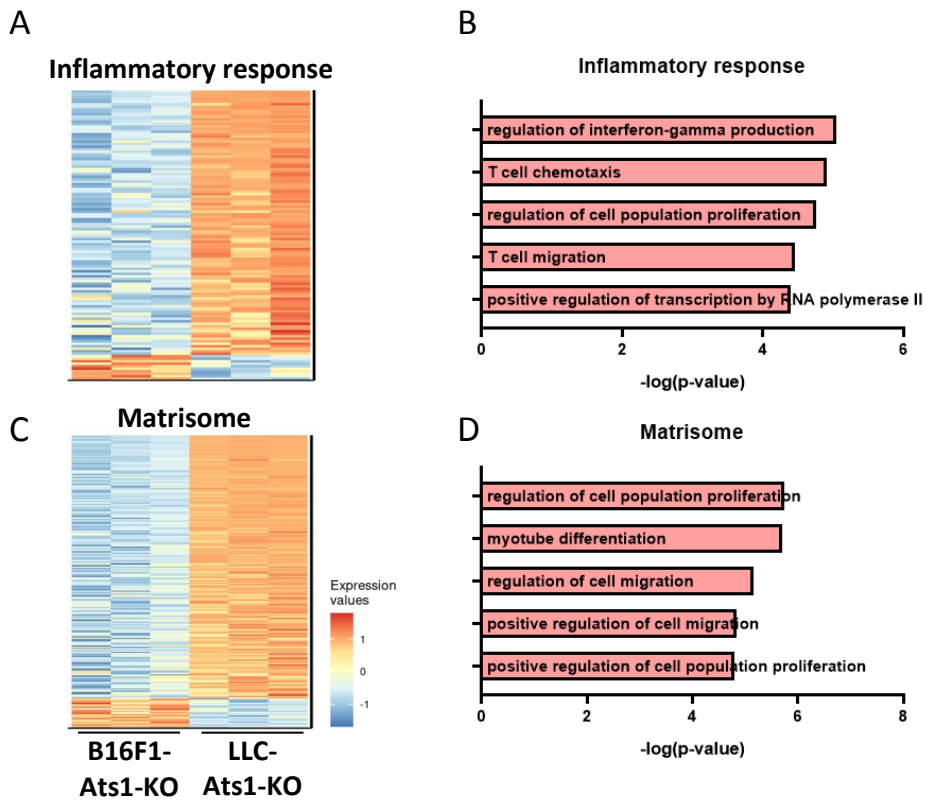 A
Inflammatory response
B
Inflammatory response
regulation of interferon-gamma production
T cell chemotaxis
regulation of cell population proliferation
T cell migration
positive regulation of transcription by RNA polymerase II
0 2 4 6
-log(p-value)
C
Matrisome
Expression
values
1
0
-1
B16F1-
Ats1-KO
LLC-
Ats1-KO
D
Matrisome
regulation of cell population proliferation
myotube differentiation
regulation of cell migration
positive regulation of cell migration
positive regulation of cell population proliferation
0 2 4 6 8
-log(p-value)